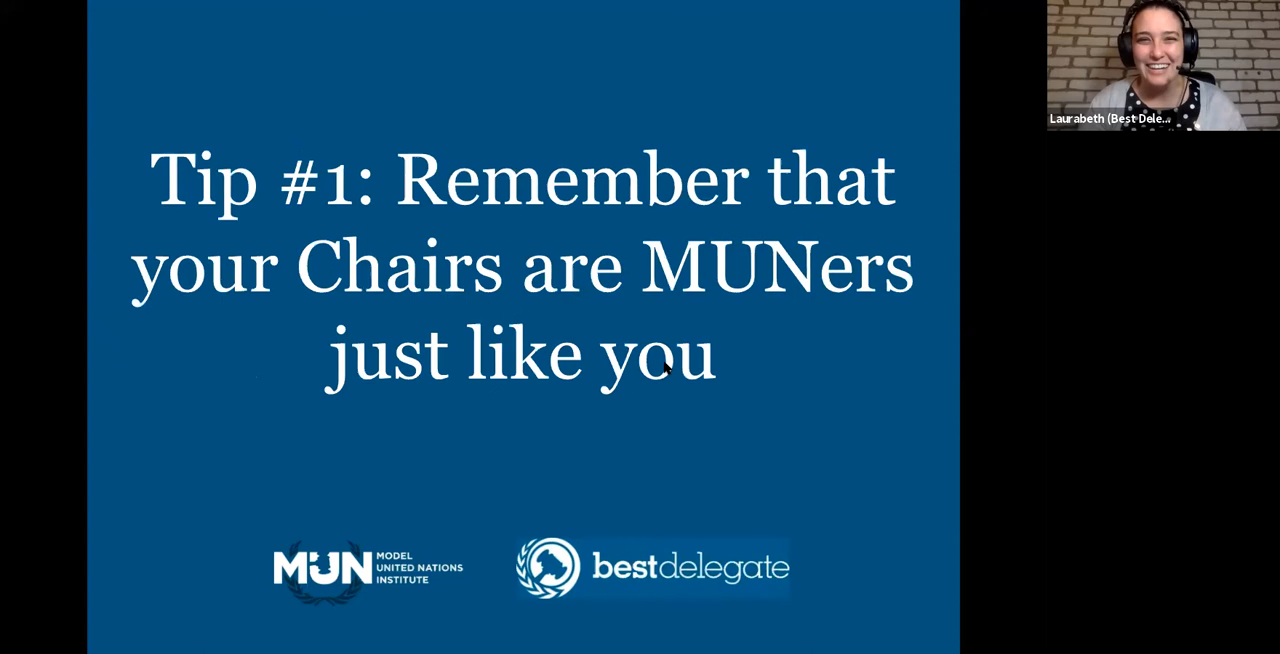 Tip #1: Remember that
your Chairs are MUNers
just like you
MUN
MODEL
UNITED NATIONS
INSTITUTE
bestdelegate
Laurabeth (Best Dele...